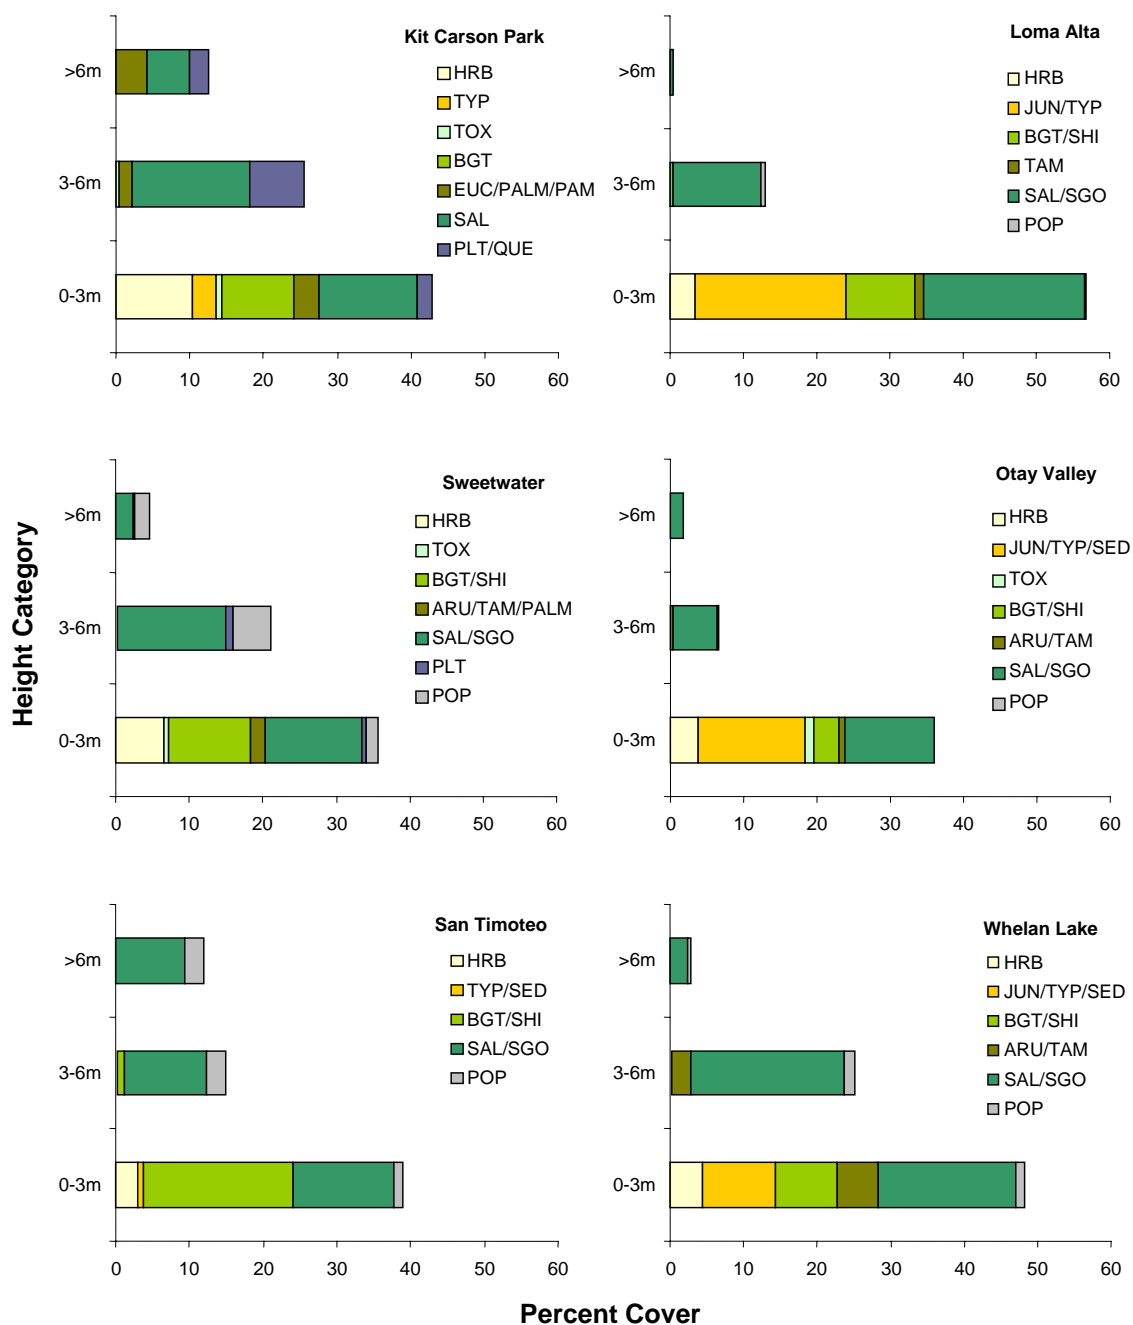 Kit Carson Park
HRB
TYP
TOX
BGT
EUC/PALM/PAM
SAL
PLT/QUE
>6m
3-6m
0-3m
0 10 20 30 40 50 60
Loma Alta
HRB
JUN/TYP
BGT/SHI
TAM
SAL/SGO
POP
>6m
3-6m
0-3m
0 10 20 30 40 50 60
Height Category
Sweetwater
HRB
TOX
BGT/SHI
ARU/TAM/PALM
SAL/SGO
PLT
POP
>6m
3-6m
0-3m
0 10 20 30 40 50 60
Otay Valley
HRB
JUN/TYP/SED
TOX
BGT/SHI
ARU/TAM
SAL/SGO
POP
>6m
3-6m
0-3m
0 10 20 30 40 50 60
San Timoteo
HRB
TYP/SED
BGT/SHI
SAL/SGO
POP
>6m
3-6m
0-3m
0 10 20 30 40 50 60
Whelan Lake
HRB
JUN/TYP/SED
BGT/SHI
ARU/TAM
SAL/SGO
POP
>6m
3-6m
0-3m
0 10 20 30 40 50 60
Percent Cover